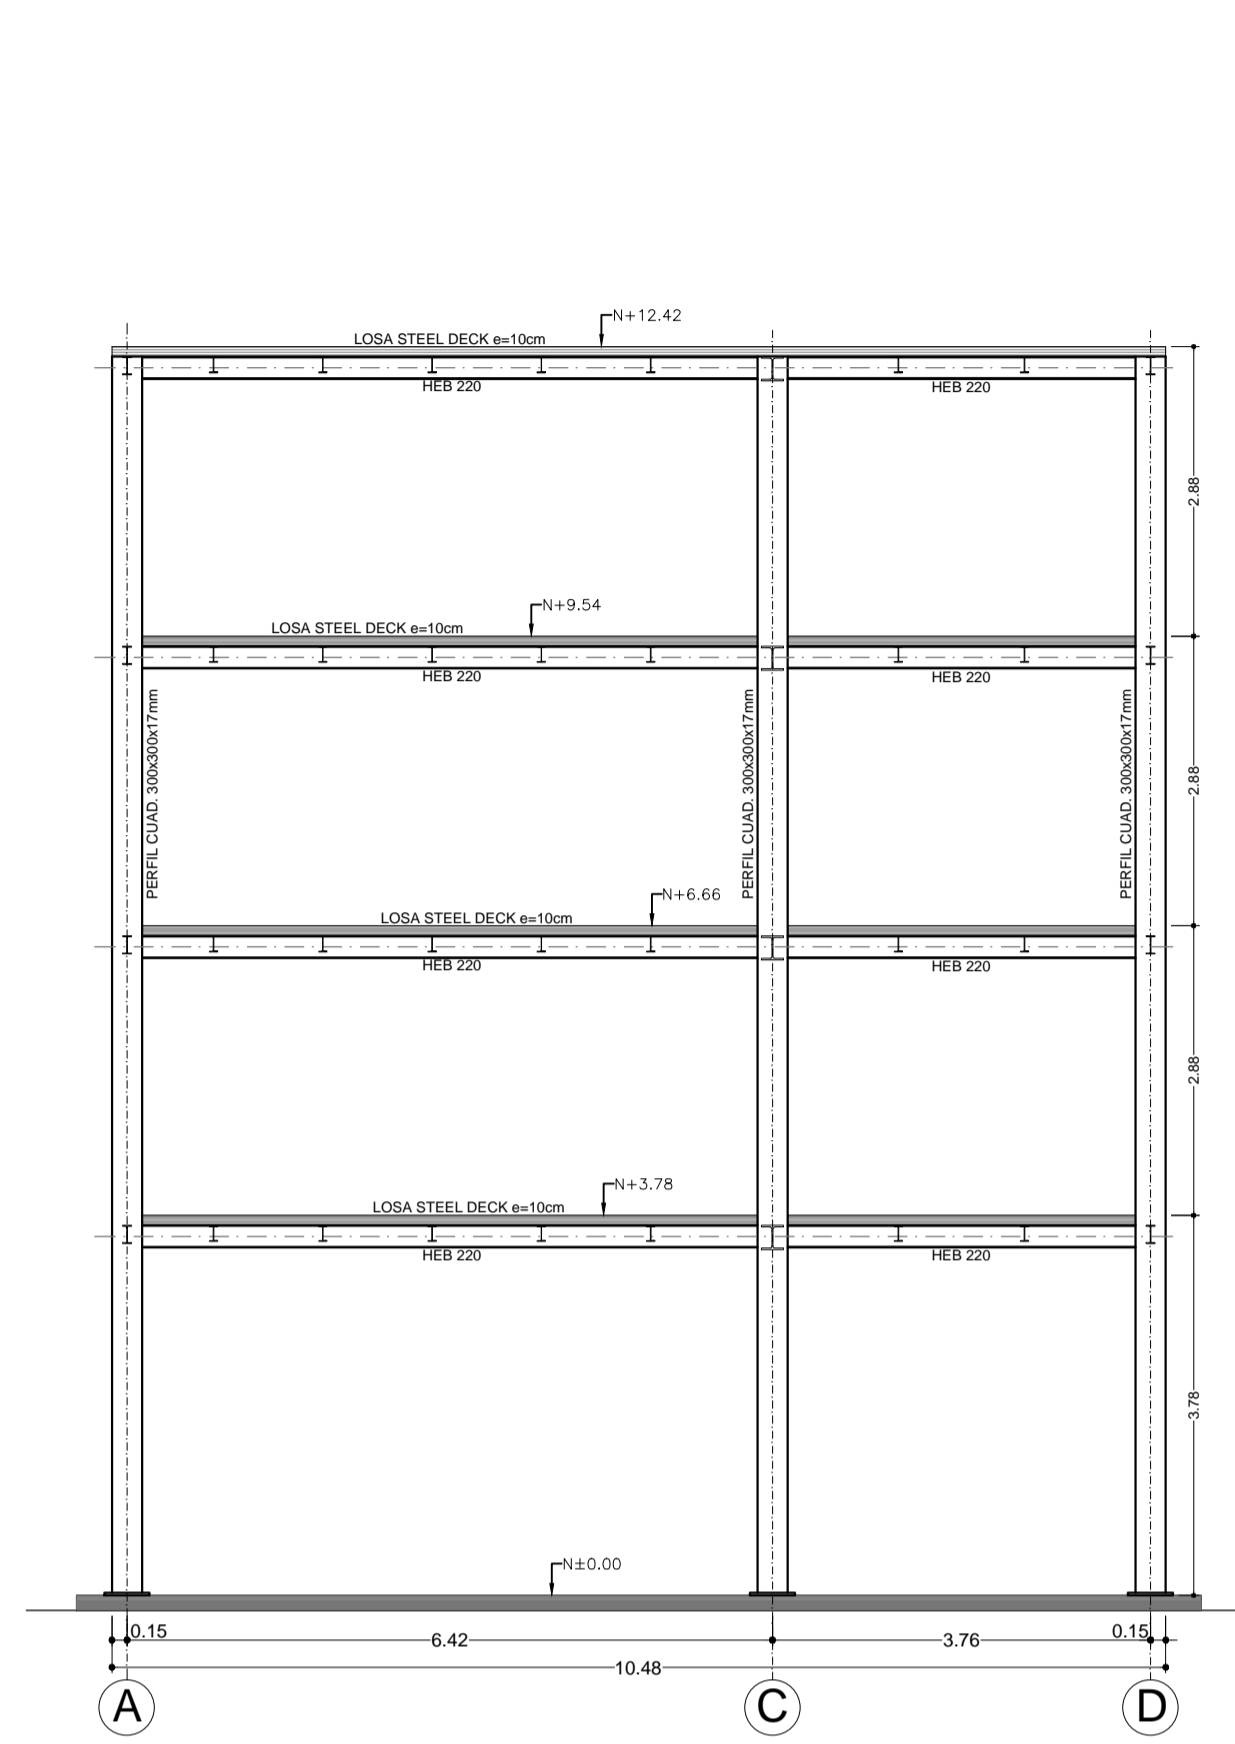 N+12.42
LOSA STEEL DECK e=10cm
HEB 220
HEB 220
2.88
N+9.54
LOSA STEEL DECK e=10cm
HEB 220
HEB 220
PERFIL CUAD. 300x300x17mm
PERFIL CUAD. 300x300x17mm
PERFIL CUAD. 300x300x17mm
2.88
N+6.66
LOSA STEEL DECK e=10cm
HEB 220
HEB 220
2.88
N+3.78
LOSA STEEL DECK e=10cm
HEB 220
HEB 220
3.78
N±0.00
0.15
6.42
3.76
0.15
10.48
A
C
D